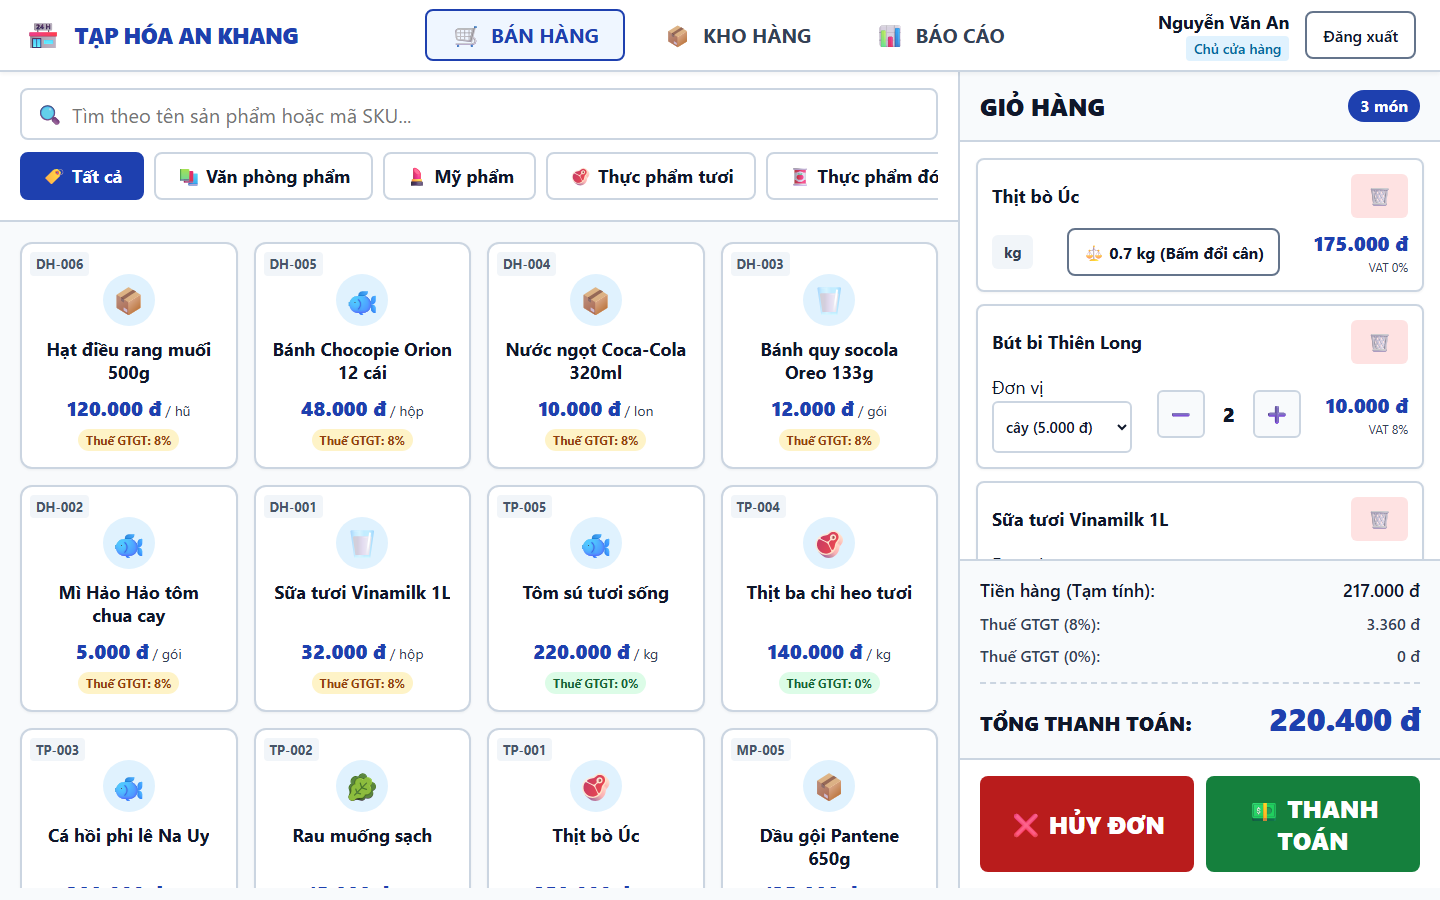 24 H
TẠP HÓA AN KHANG
BÁN HÀNG
KHO HÀNG
BÁO CÁO
Nguyễn Văn An
Chủ cửa hàng
Đăng xuất
Tìm theo tên sản phẩm hoặc mã SKU...
Tất cả
Văn phòng phẩm
Mỹ phẩm
Thực phẩm tươi
Thực phẩm đó
DH-006
Hạt điều rang muối
500g
120.000 đ / hũ
Thuế GTGT: 8%
DH-005
Bánh Chocopie Orion
12 cái
48.000 đ / hộp
Thuế GTGT: 8%
DH-004
Nước ngọt Coca-Cola
320ml
10.000 đ / lon
Thuế GTGT: 8%
DH-003
Bánh quy socola
Oreo 133g
12.000 đ / gói
Thuế GTGT: 8%
DH-002
Mì Hảo Hảo tôm
chua cay
5.000 đ / gói
Thuế GTGT: 8%
DH-001
Sữa tươi Vinamilk 1L
32.000 đ / hộp
Thuế GTGT: 8%
TP-005
Tôm sú tươi sống
220.000 đ / kg
Thuế GTGT: 0%
TP-004
Thịt ba chỉ heo tươi
140.000 đ / kg
Thuế GTGT: 0%
TP-003
Cá hồi phi lê Na Uy
TP-002
Rau muống sạch
TP-001
Thịt bò Úc
MP-005
Dầu gội Pantene
650g
GIỎ HÀNG
3 món
Thịt bò Úc
kg
0.7 kg (Bấm đổi cân)
175.000 đ
VAT 0%
Bút bi Thiên Long
Đơn vị
cây (5.000 đ)
2
10.000 đ
VAT 8%
Sữa tươi Vinamilk 1L
Tiền hàng (Tạm tính):
217.000 đ
Thuế GTGT (8%):
3.360 đ
Thuế GTGT (0%):
0 đ
TỔNG THANH TOÁN:
220.400 đ
HỦY ĐƠN
THANH
TOÁN